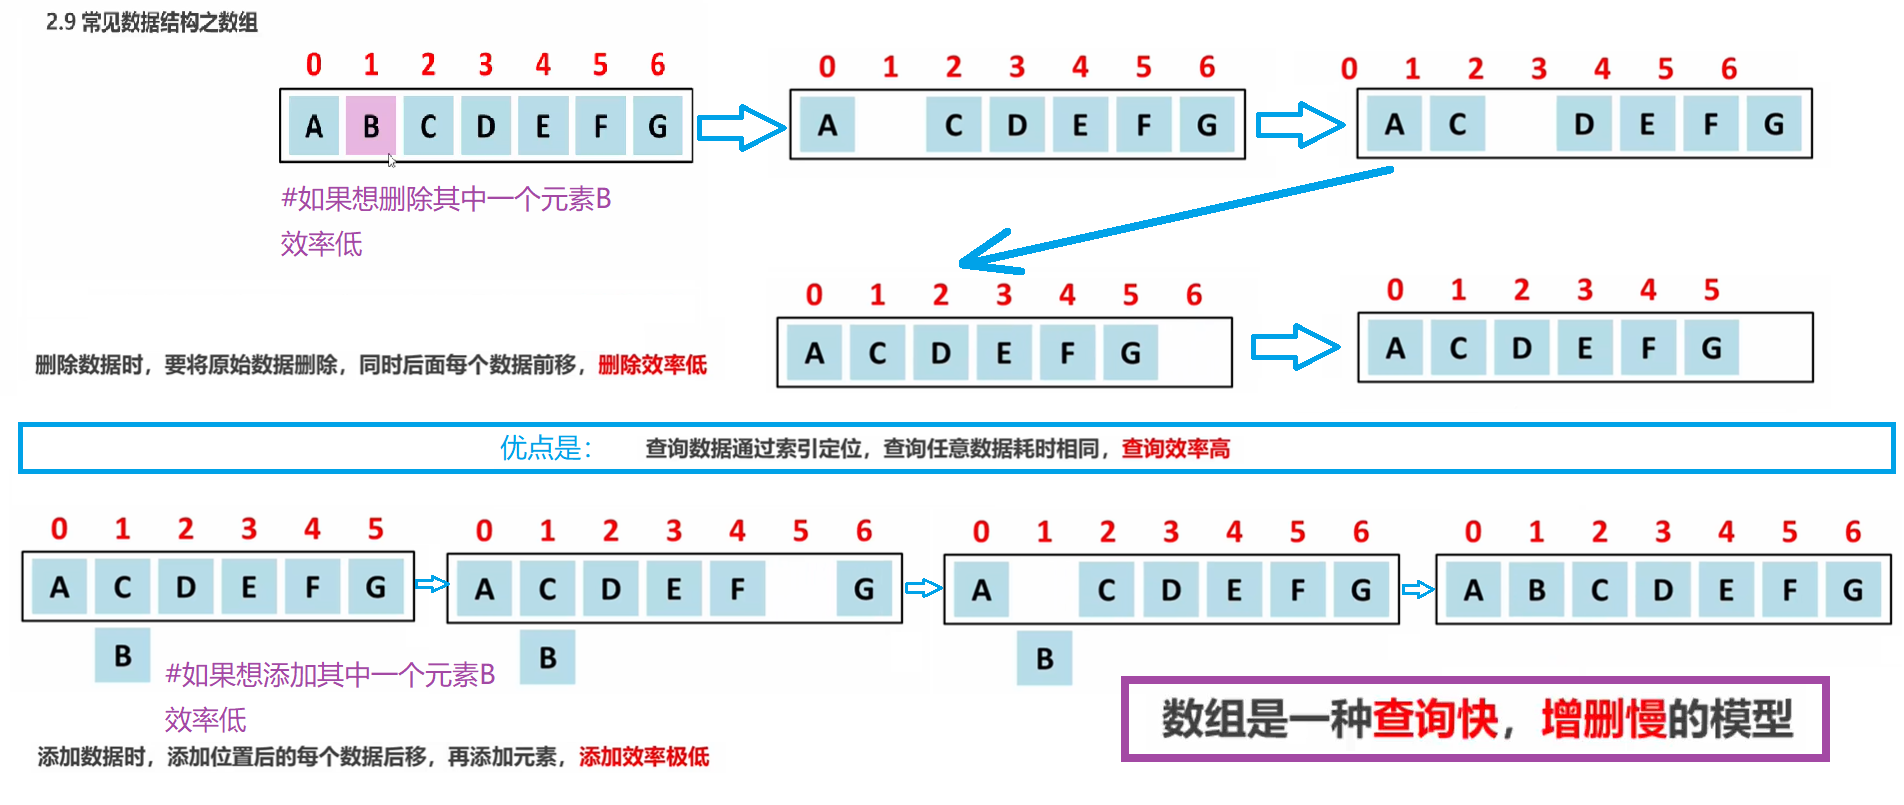 2.9 常见数据结构之数组
0 1 2 3 4 5 6
A B C D E F G
0 1 2 3 4 5 6
A C D E F G
0 1 2 3 4 5 6
A C D E F G
#如果想删除其中一个元素B
效率低
0 1 2 3 4 5 6
A C D E F G
0 1 2 3 4 5
A C D E F G
删除数据时，要将原始数据删除，同时后面每个数据前移，删除效率低
优点是： 查询数据通过索引定位，查询任意数据耗时相同，查询效率高
0 1 2 3 4 5
A C D E F G
B
0 1 2 3 4 5 6
A C D E F G
B
0 1 2 3 4 5 6
A C D E F G
B
0 1 2 3 4 5 6
A B C D E F G
#如果想添加其中一个元素B
效率低
添加数据时，添加位置后的每个数据后移，再添加元素，添加效率极低
数组是一种查询快，增删慢的模型